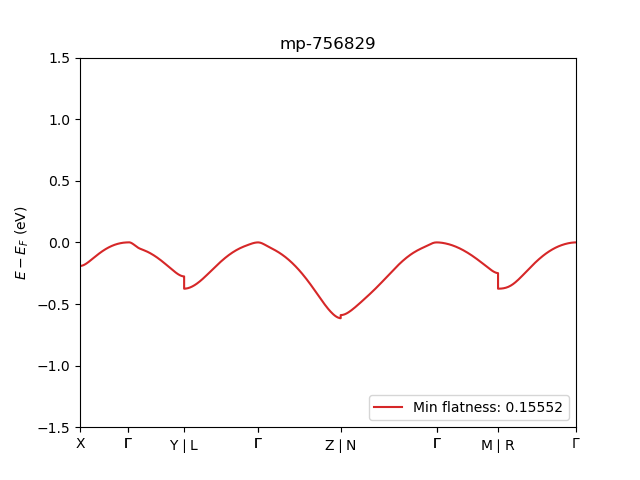 mp-756829
1.5
1.0
0.5
0.0
−0.5
−1.0
−1.5
E − E_F (eV)
Min flatness: 0.15552
X Γ Y | L Γ Z | N Γ M | R Γ